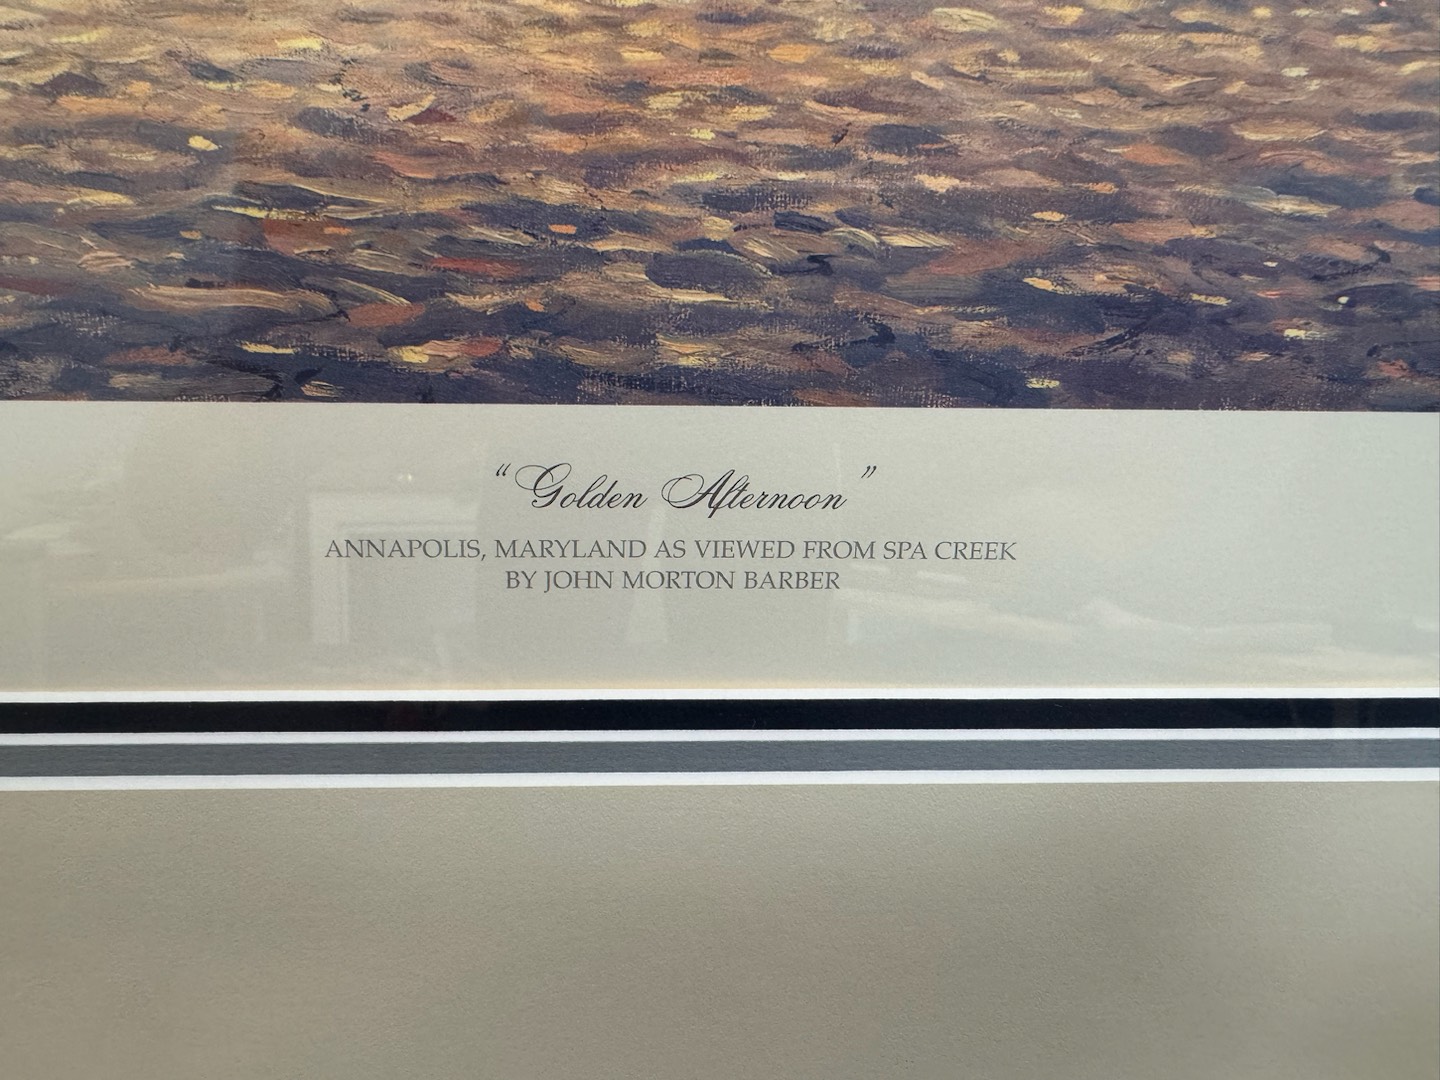 “Golden Afternoon”
ANNAPOLIS, MARYLAND AS VIEWED FROM SPA CREEK
BY JOHN MORTON BARBER